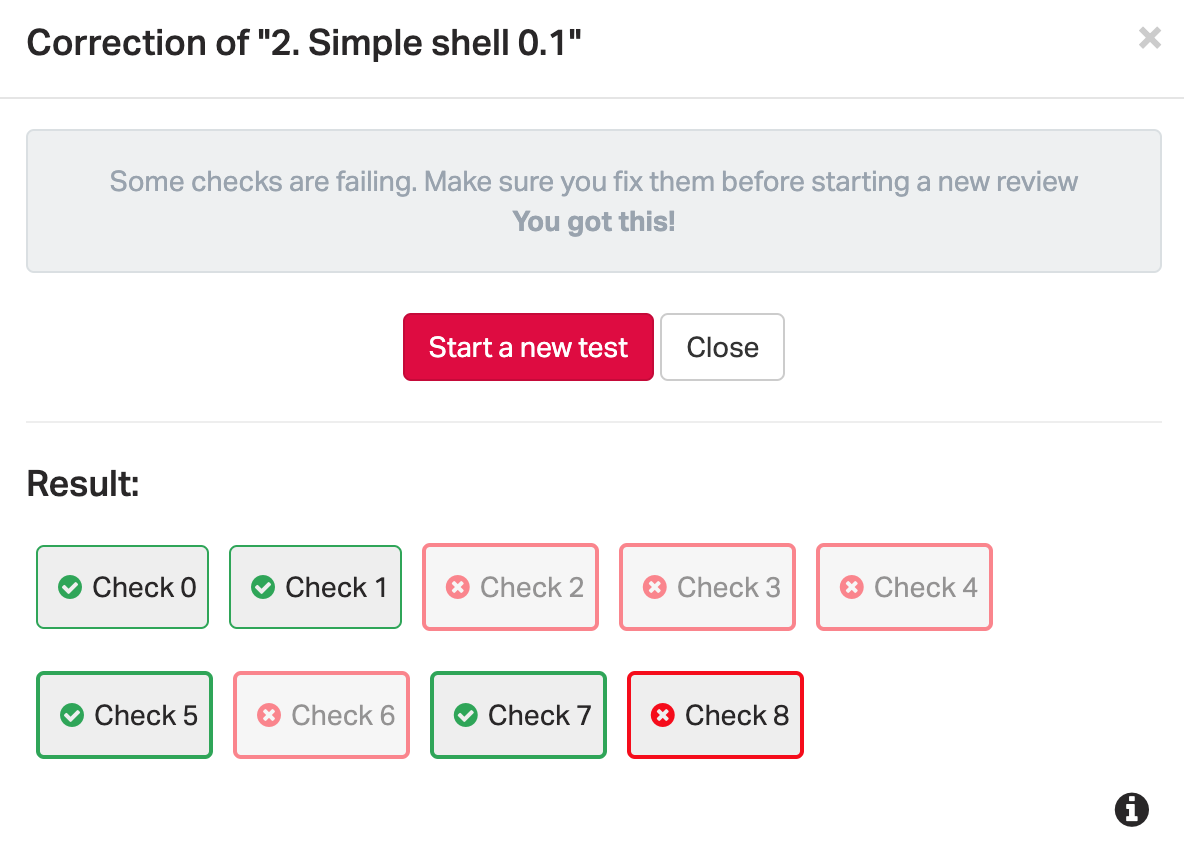 Correction of "2. Simple shell 0.1"
Some checks are failing. Make sure you fix them before starting a new review
You got this!
Start a new test
Close
Result:
Check 0
Check 1
Check 2
Check 3
Check 4
Check 5
Check 6
Check 7
Check 8